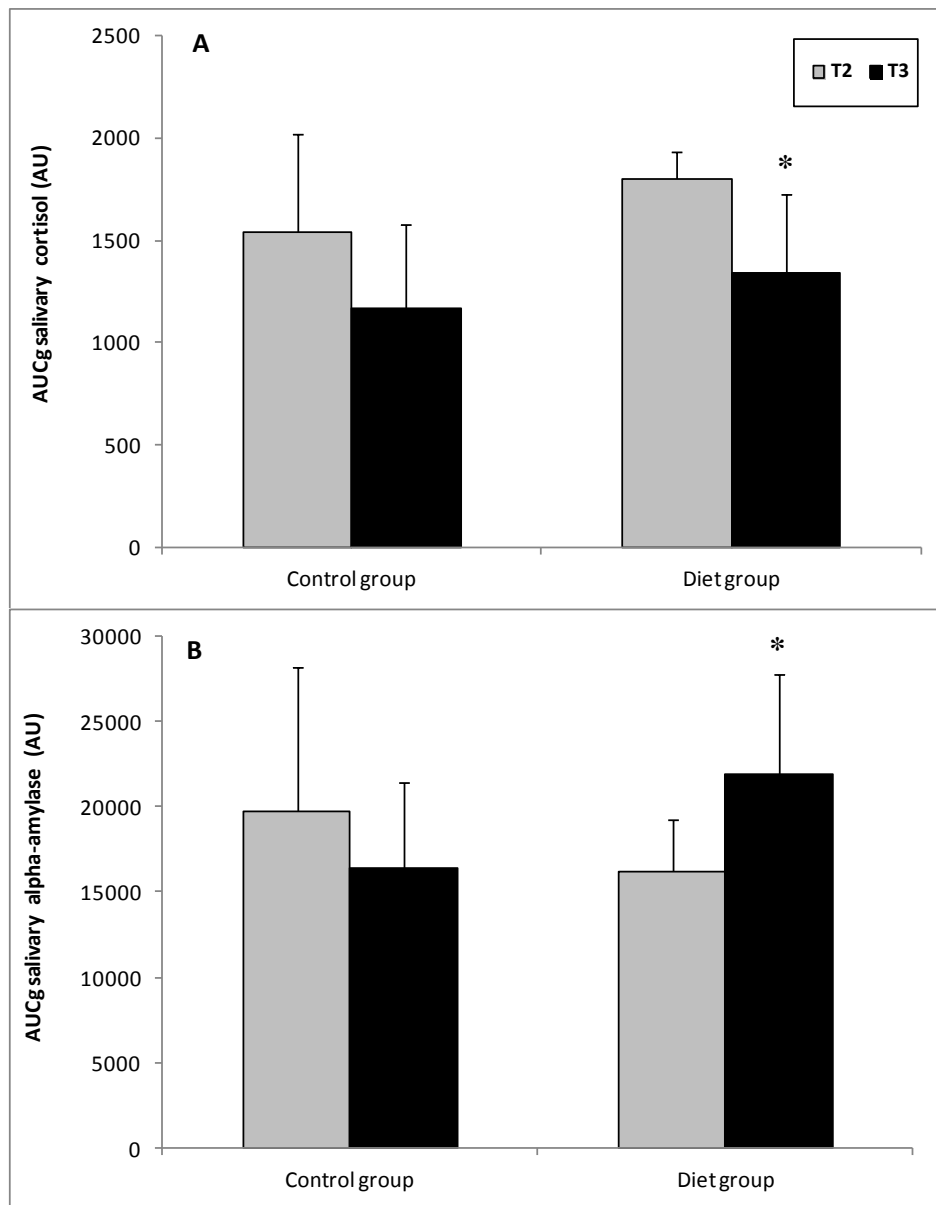 A
T2 T3
AUCg salivary cortisol (AU)
2500
2000
1500
1000
500
0
*
Control group Diet group
B
AUCg salivary alpha-amylase (AU)
30000
25000
20000
15000
10000
5000
0
*
Control group Diet group